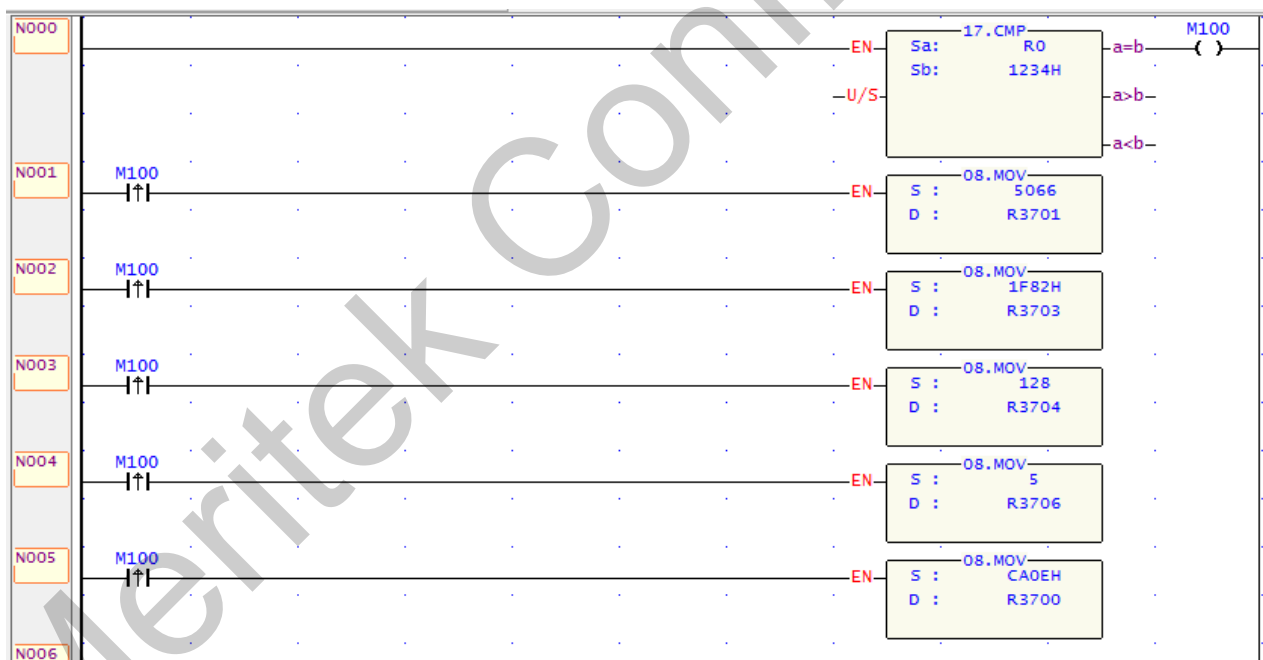 N000
17.CMP
M100
EN
Sa: R0
a=b
( )
Sb: 1234H
U/S
a>b
a<b
N001
M100
08.MOV
EN
S : 5066
D : R3701
N002
M100
08.MOV
EN
S : 1F82H
D : R3703
N003
M100
08.MOV
EN
S : 128
D : R3704
N004
M100
08.MOV
EN
S : 5
D : R3706
N005
M100
08.MOV
EN
S : CA0EH
D : R3700
N006
Meritek